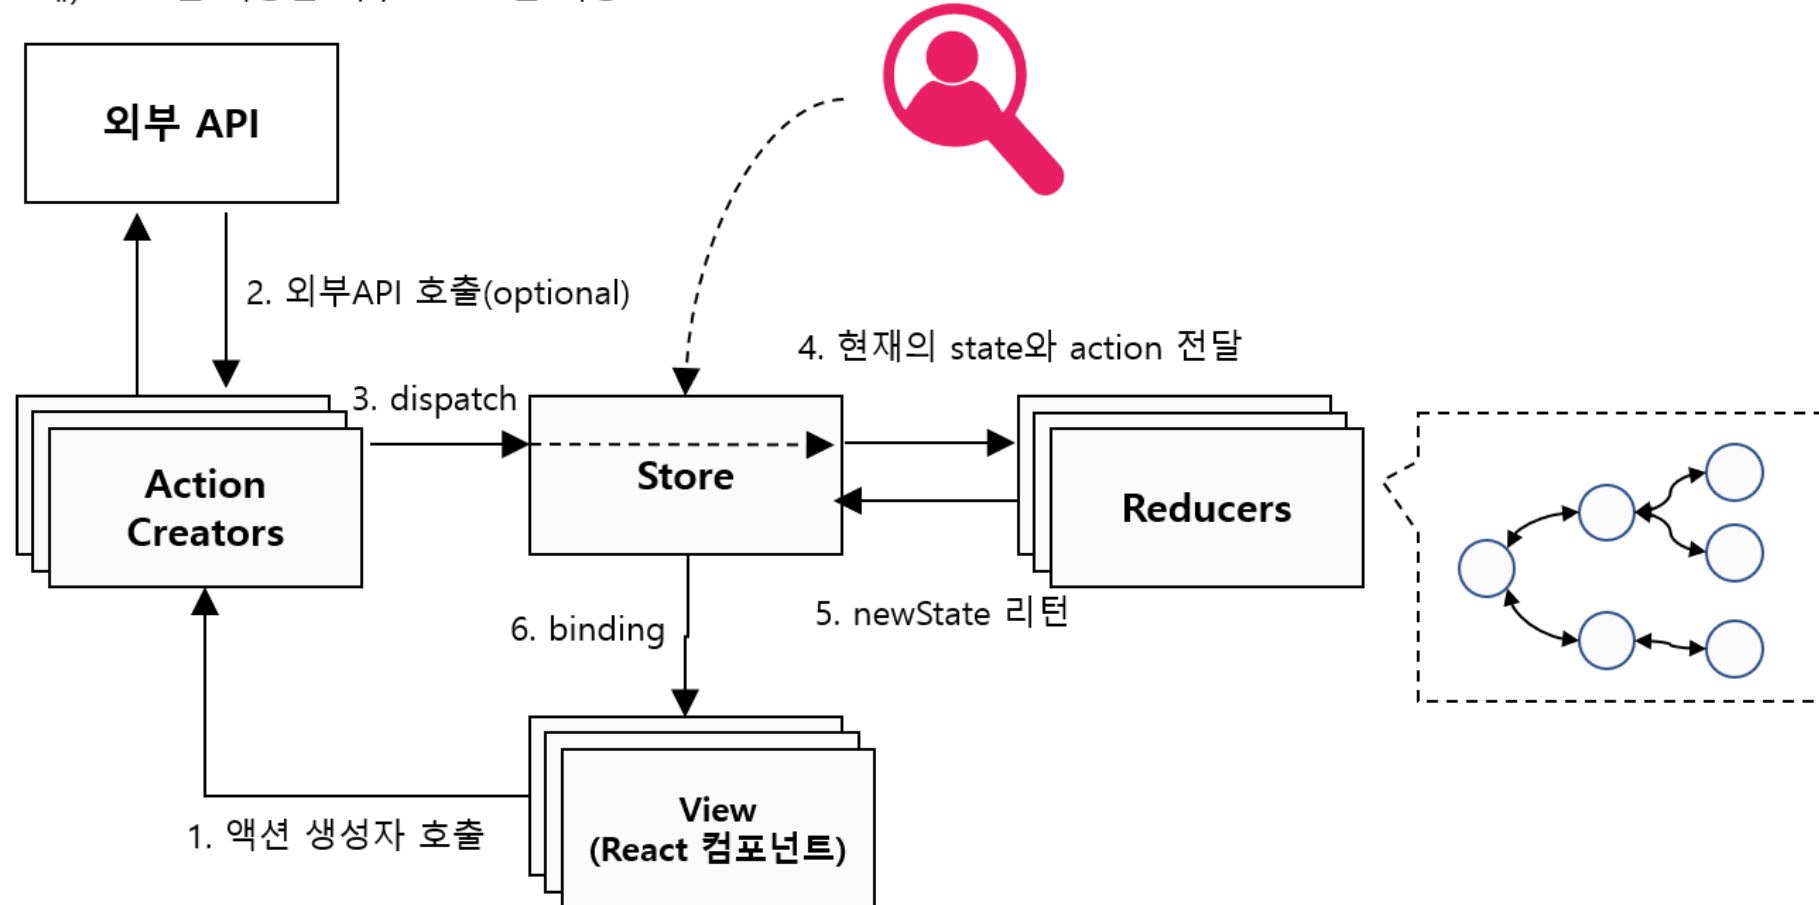 외부 API
2. 외부API 호출(optional)
4. 현재의 state와 action 전달
3. dispatch
Action
Creators
Store
Reducers
5. newState 리턴
6. binding
1. 액션 생성자 호출
View
(React 컴포넌트)